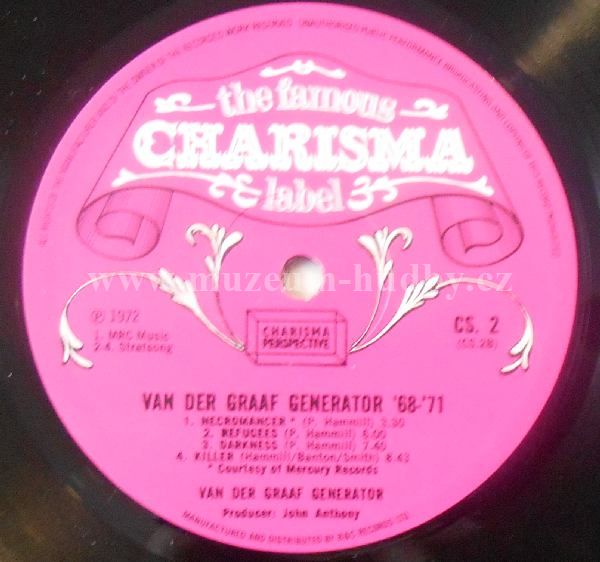 the famous
CHARISMA
label
www.muzeum-hudby.cz
Ⓟ 1972
1. MRC Music
2.4. Stratsong
CHARISMA
PERSPECTIVE
CS. 2
(CS.2B)
VAN DER GRAAF GENERATOR '68-'71
1. NECROMANCER * (P. Hammill) 3.30
2. REFUGEES (P. Hammill) 6.00
3. DARKNESS (P. Hammill) 7.40
4. KILLER (Hammill/Banton/Smith) 8.43
* Courtesy of Mercury Records
VAN DER GRAAF GENERATOR
Producer: John Anthony
MANUFACTURED AND DISTRIBUTED BY B&C RECORDS LTD.